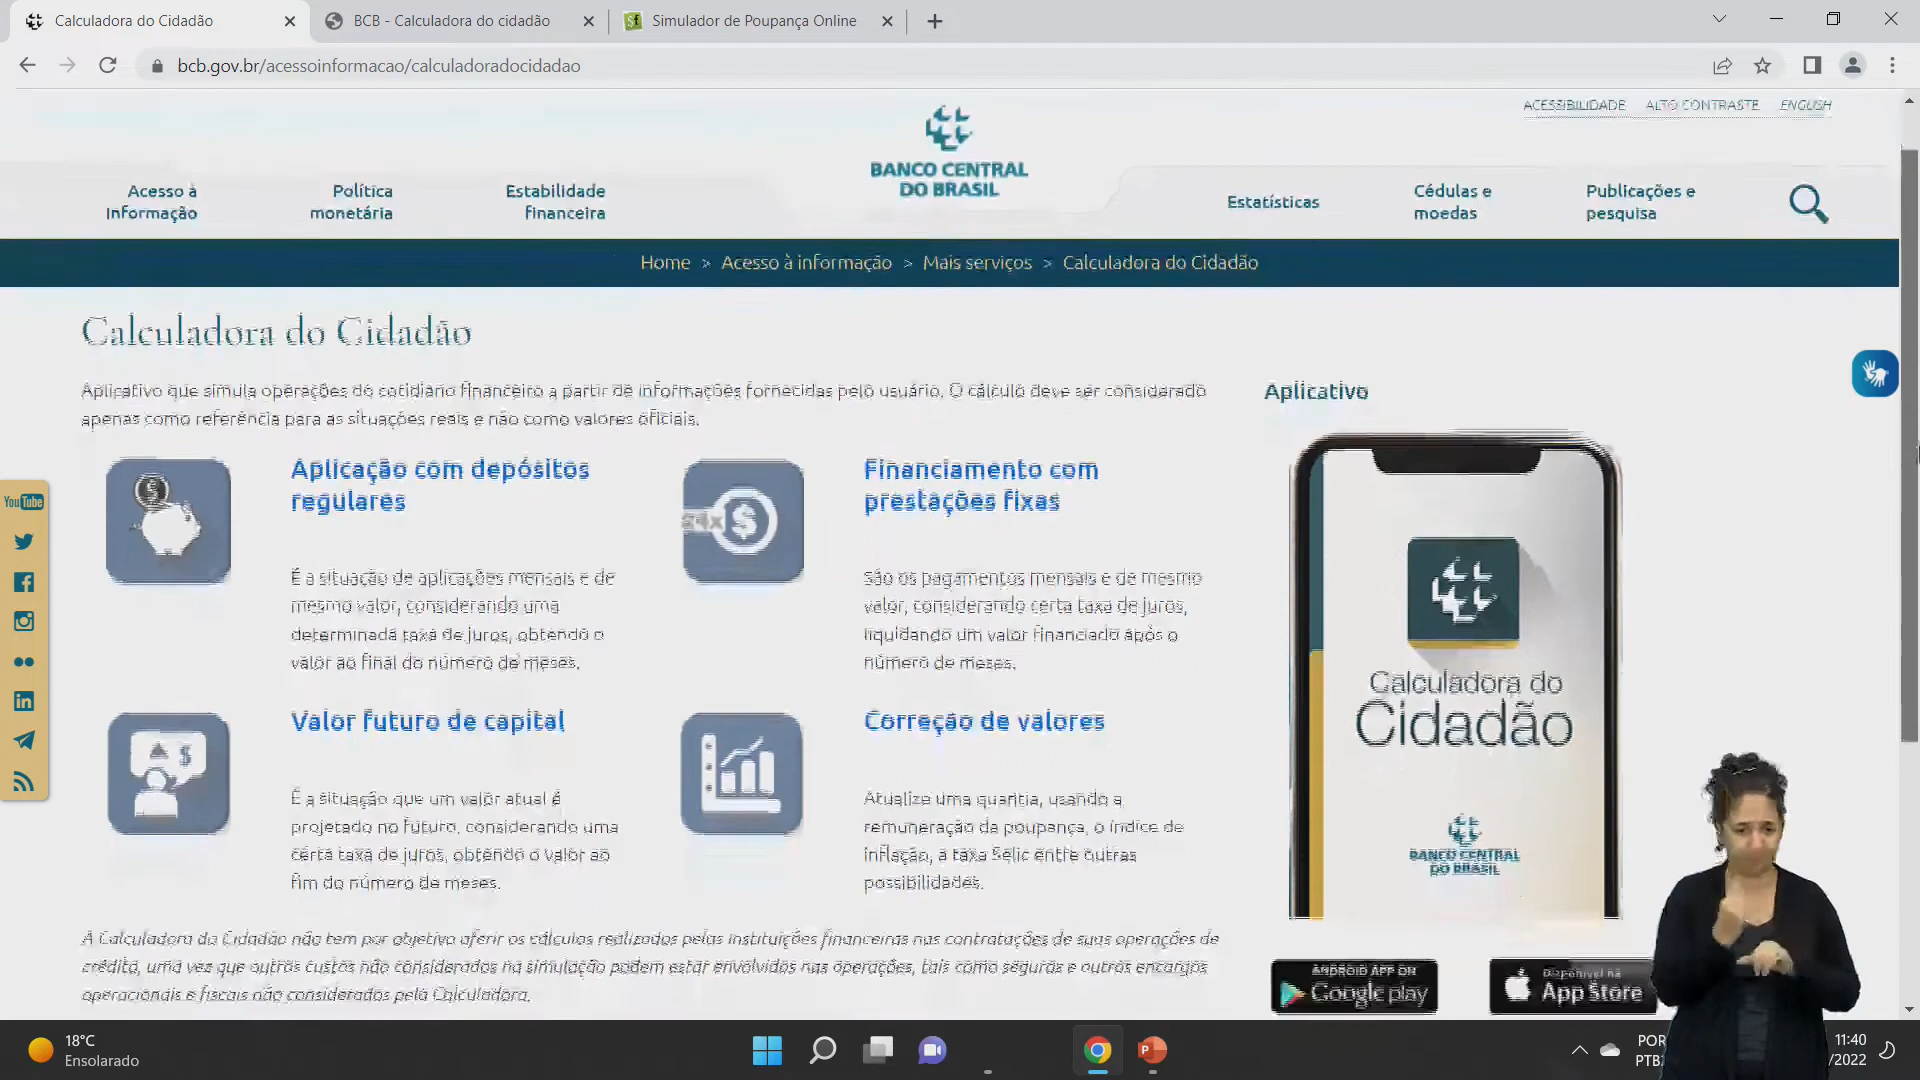 Calculadora do Cidadão
BCB - Calculadora do cidadão
Simulador de Poupança Online
bcb.gov.br/acessoinformacao/calculadoradocidadao
ACESSIBILIDADE ALTO CONTRASTE ENGLISH
BANCO CENTRAL
DO BRASIL
Acesso à
informação
Política
monetária
Estabilidade
financeira
Estatísticas
Cédulas e
moedas
Publicações e
pesquisa
Home > Acesso à informação > Mais serviços > Calculadora do Cidadão
Calculadora do Cidadão
Aplicativo que simula operações do cotidiano financeiro a partir de informações fornecidas pelo usuário. O cálculo deve ser considerado
apenas como referência para as situações reais e não como valores oficiais.
Aplicação com depósitos
regulares
É a situação de aplicações mensais e de
mesmo valor, considerando uma
determinada taxa de juros, obtendo o
valor ao final do número de meses.
Financiamento com
prestações fixas
São os pagamentos mensais e de mesmo
valor, considerando certa taxa de juros,
liquidando um valor financiado após o
número de meses.
Valor futuro de capital
É a situação que um valor atual é
projetado no futuro, considerando uma
certa taxa de juros, obtendo o valor ao
fim do número de meses.
Correção de valores
Atualize uma quantia, usando a
remuneração da poupança, o índice de
inflação, a taxa Selic entre outras
possibilidades.
A Calculadora do Cidadão não tem por objetivo aferir os cálculos realizados pelas instituições financeiras nas contratações de suas operações de
crédito, uma vez que outros custos não considerados na simulação podem estar envolvidos nas operações, tais como seguros e outros encargos
operacionais e fiscais não considerados pela Calculadora.
Aplicativo
Calculadora do
Cidadão
BANCO CENTRAL
DO BRASIL
ANDROID APP ON
Google play
Disponível na
App Store
YouTube
18°C
Ensolarado
POR
PTB
11:40
/2022